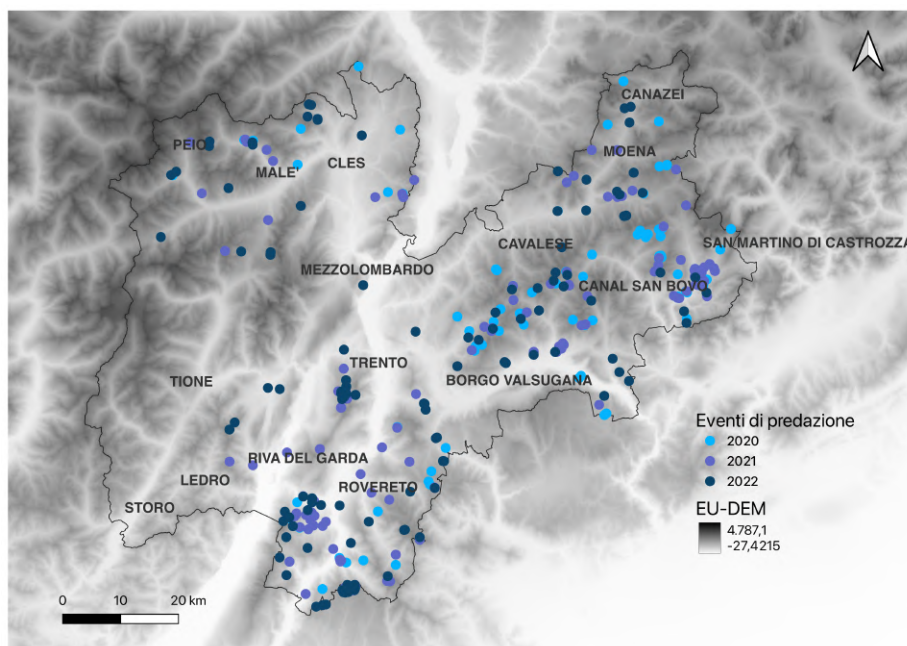 CANAZEI
PEIO
MALE'
CLES
MOENA
CAVALESE
SAN MARTINO DI CASTROZZA
MEZZOLOMBARDO
CANAL SAN BOVO
TRENTO
TIONE
BORGO VALSUGANA
RIVA DEL GARDA
LEDRO
ROVERETO
STORO
Eventi di predazione
2020
2021
2022
EU-DEM
4.787,1
-27,4215
0 10 20 km